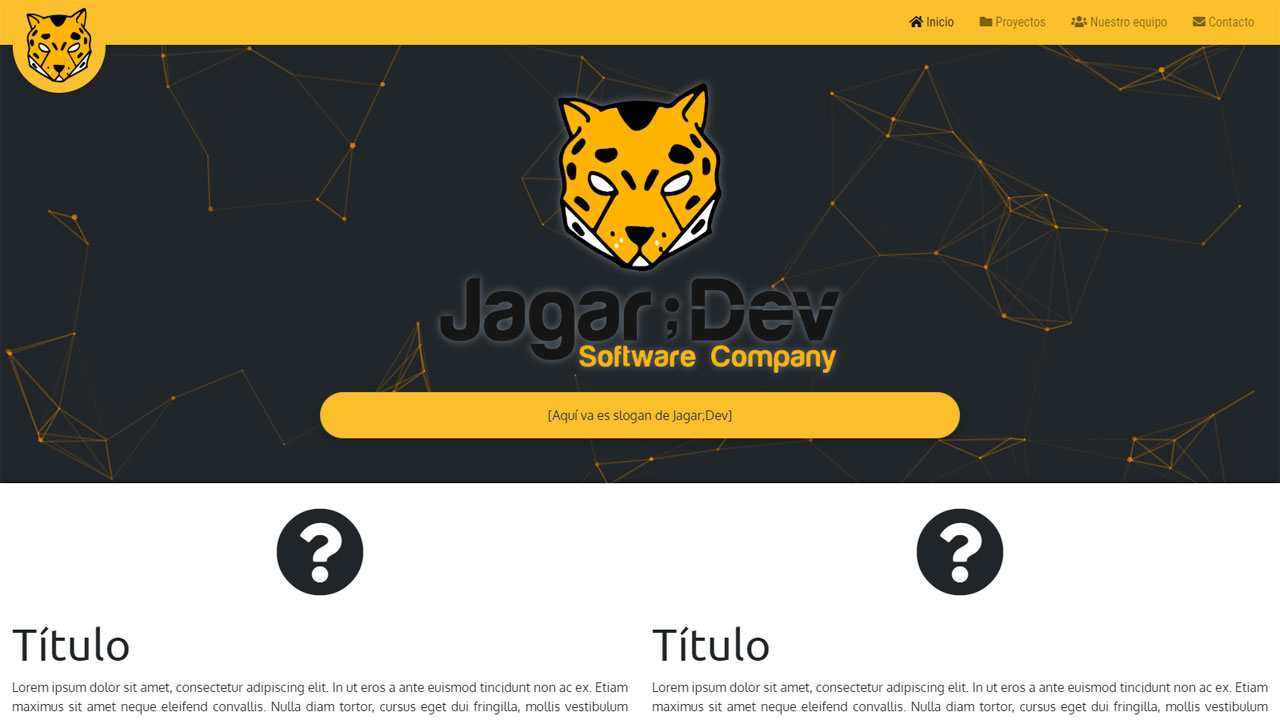 Inicio Proyectos Nuestro equipo Contacto
Jagar;Dev
Software Company
[Aquí va es slogan de Jagar;Dev]
Título
Lorem ipsum dolor sit amet, consectetur adipiscing elit. In ut eros a ante euismod tincidunt non ac ex. Etiam
maximus sit amet neque eleifend convallis. Nulla diam tortor, cursus eget dui fringilla, mollis vestibulum
Título
Lorem ipsum dolor sit amet, consectetur adipiscing elit. In ut eros a ante euismod tincidunt non ac ex. Etiam
maximus sit amet neque eleifend convallis. Nulla diam tortor, cursus eget dui fringilla, mollis vestibulum